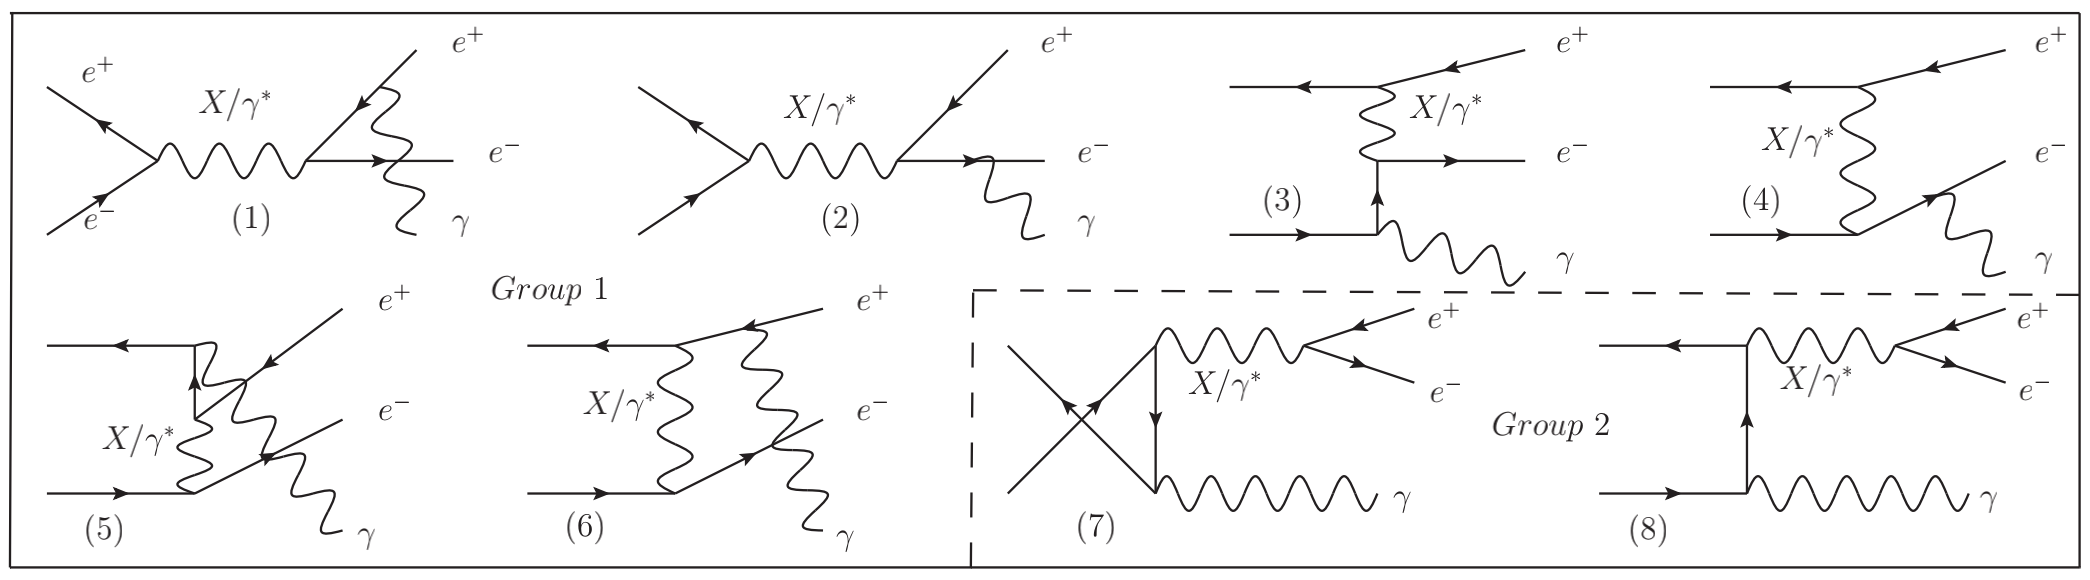 e⁺
X/γ*
e⁺
e⁻
γ
e⁻
(1)
X/γ*
e⁺
e⁻
γ
(2)
X/γ*
e⁺
e⁻
γ
(3)
X/γ*
e⁺
e⁻
γ
(4)
Group 1
X/γ*
e⁺
e⁻
γ
(5)
X/γ*
e⁺
e⁻
γ
(6)
X/γ*
e⁺
e⁻
γ
(7)
Group 2
X/γ*
e⁺
e⁻
γ
(8)